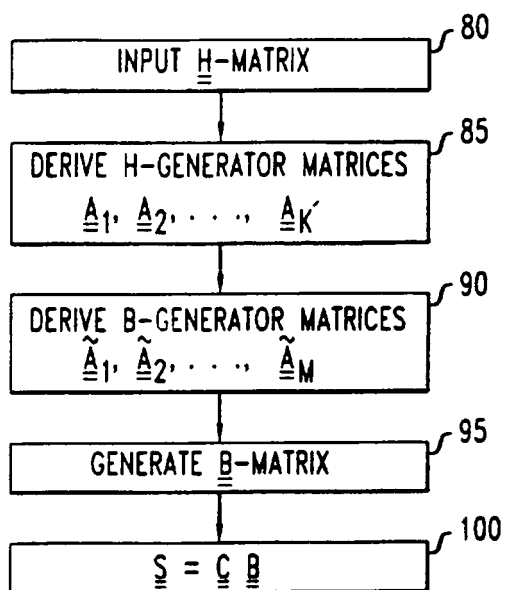 80
INPUT H-MATRIX
85
DERIVE H-GENERATOR MATRICES
A1, A2, . . . , AK′
90
DERIVE B-GENERATOR MATRICES
Ã1, Ã2, . . . , ÃM
95
GENERATE B-MATRIX
100
S = C B